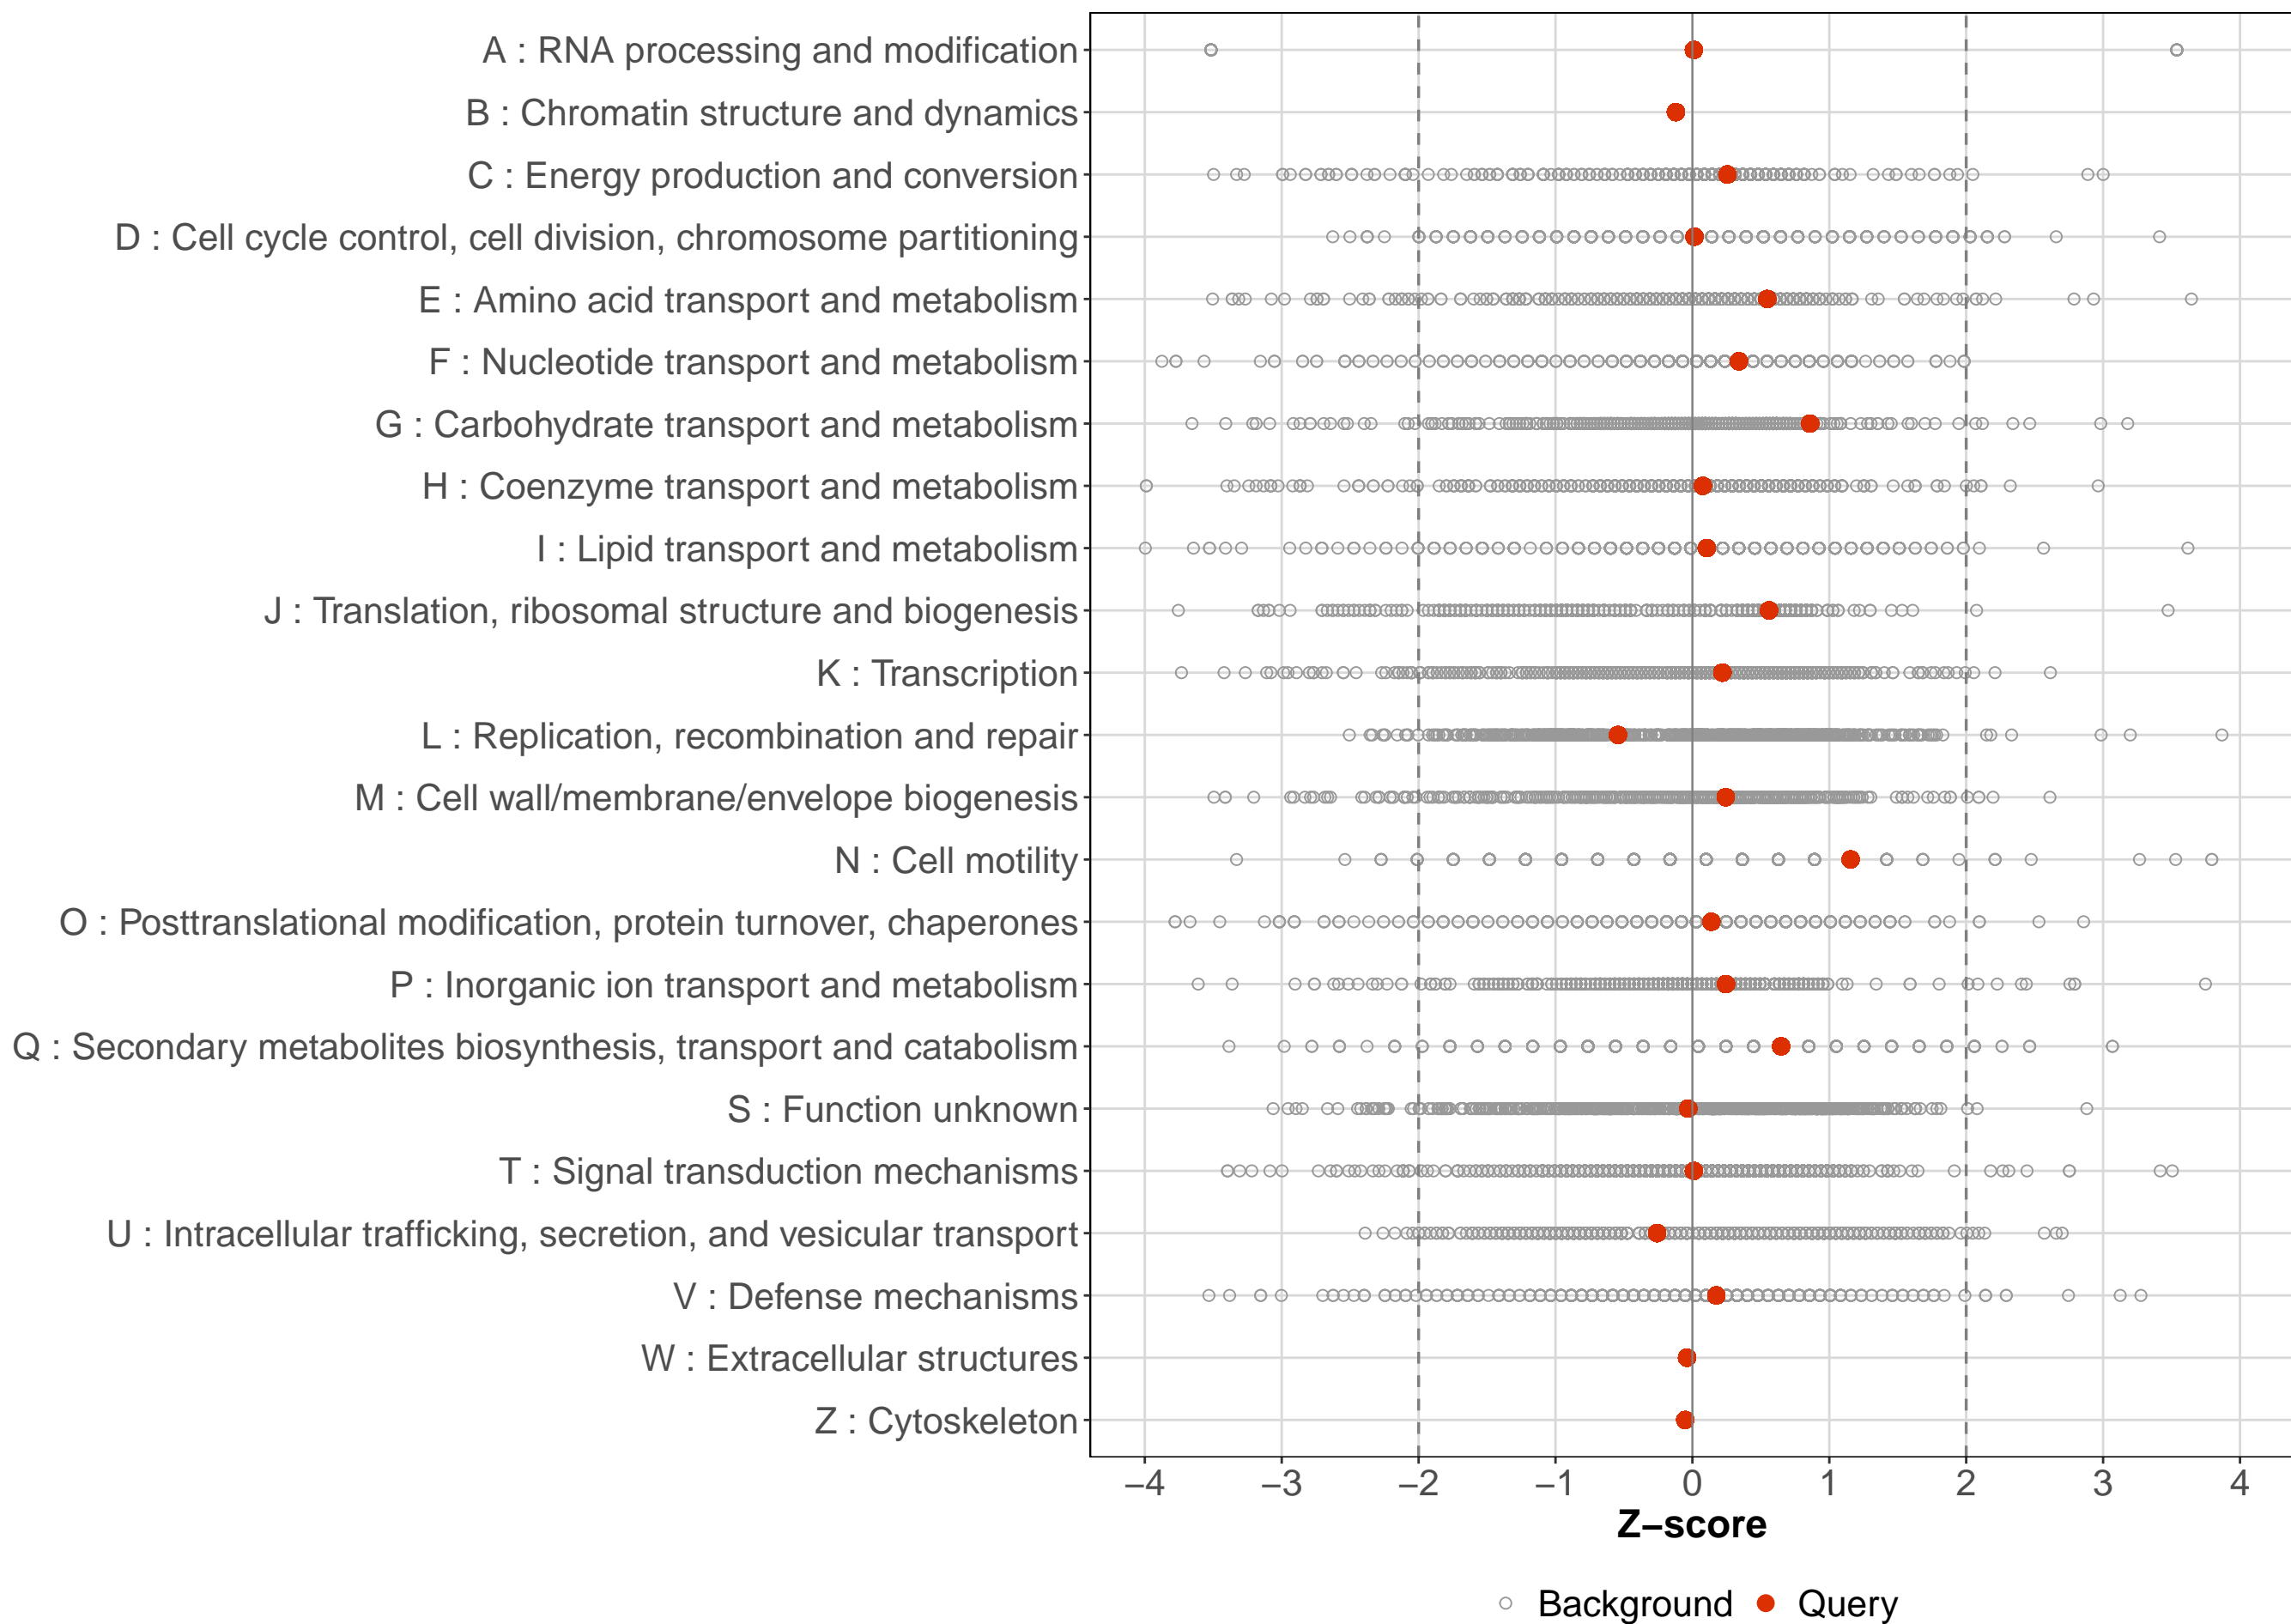 A : RNA processing and modification
B : Chromatin structure and dynamics
C : Energy production and conversion
D : Cell cycle control, cell division, chromosome partitioning
E : Amino acid transport and metabolism
F : Nucleotide transport and metabolism
G : Carbohydrate transport and metabolism
H : Coenzyme transport and metabolism
I : Lipid transport and metabolism
J : Translation, ribosomal structure and biogenesis
K : Transcription
L : Replication, recombination and repair
M : Cell wall/membrane/envelope biogenesis
N : Cell motility
O : Posttranslational modification, protein turnover, chaperones
P : Inorganic ion transport and metabolism
Q : Secondary metabolites biosynthesis, transport and catabolism
S : Function unknown
T : Signal transduction mechanisms
U : Intracellular trafficking, secretion, and vesicular transport
V : Defense mechanisms
W : Extracellular structures
Z : Cytoskeleton
−4 −3 −2 −1 0 1 2 3 4
Z−score
Background Query